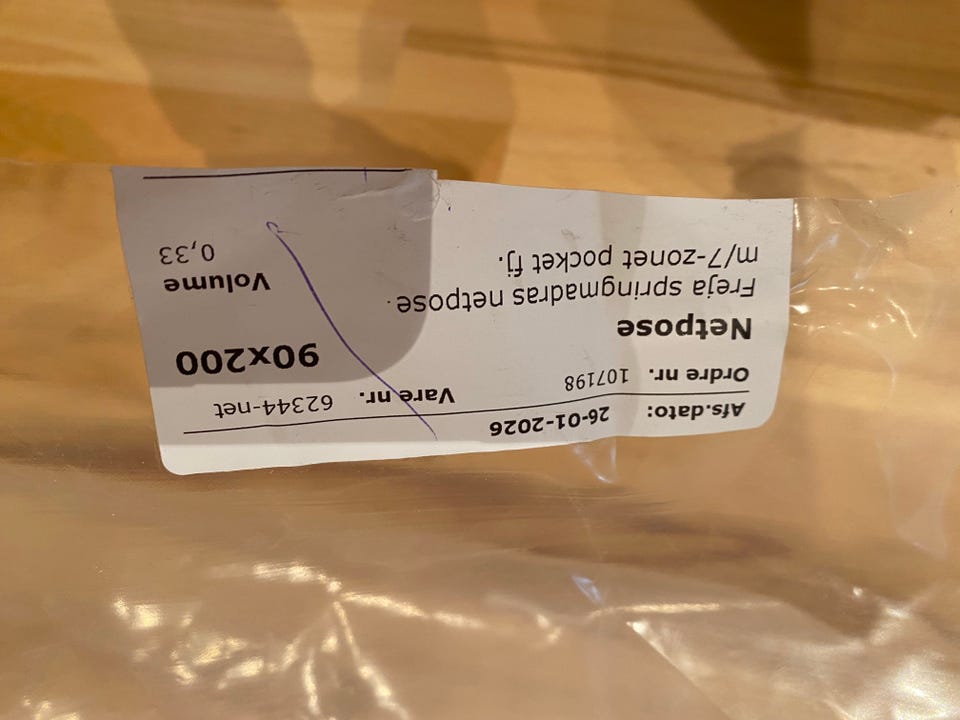 Afs.dato: 26-01-2026
Ordre nr. 107198 Vare nr. 62344-net
Netpose 90x200
Freja springmadras netpose.
m/7-zonet pocket fj.
Volume
0,33